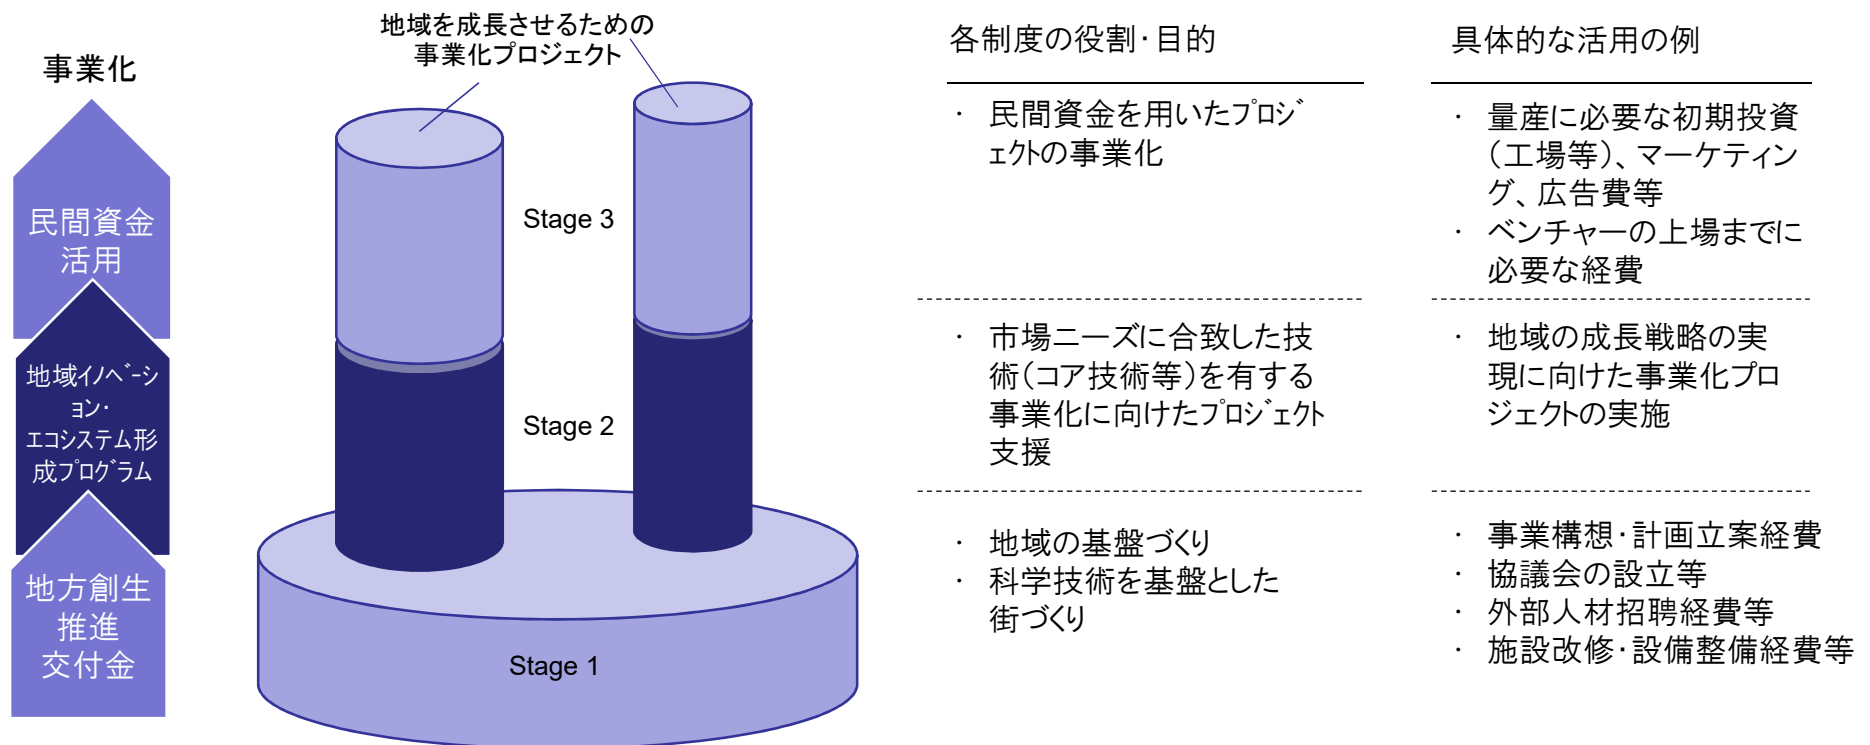 事業化
民間資金
活用
地域イノベーシ
ョン・
エコシステム形
成プログラム
地方創生
推進
交付金
地域を成長させるための
事業化プロジェクト
Stage 3
Stage 2
Stage 1
各制度の役割・目的
・ 民間資金を用いたプロジ
ェクトの事業化
・ 市場ニーズに合致した技
術(コア技術等)を有する
事業化に向けたプロジェクト
支援
・ 地域の基盤づくり
・ 科学技術を基盤とした
街づくり
具体的な活用の例
・ 量産に必要な初期投資
(工場等)、マーケティン
グ、広告費等
・ ベンチャーの上場までに
必要な経費
・ 地域の成長戦略の実
現に向けた事業化プロ
ジェクトの実施
・ 事業構想・計画立案経費
・ 協議会の設立等
・ 外部人材招聘経費等
・ 施設改修・設備整備経費等